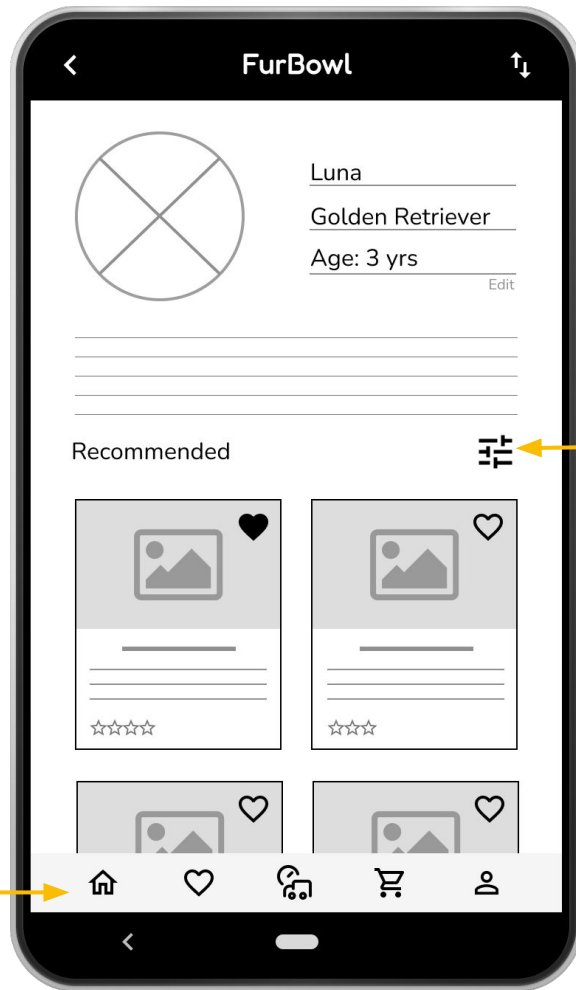 FurBowl
Luna
Golden Retriever
Age: 3 yrs
Edit
Recommended